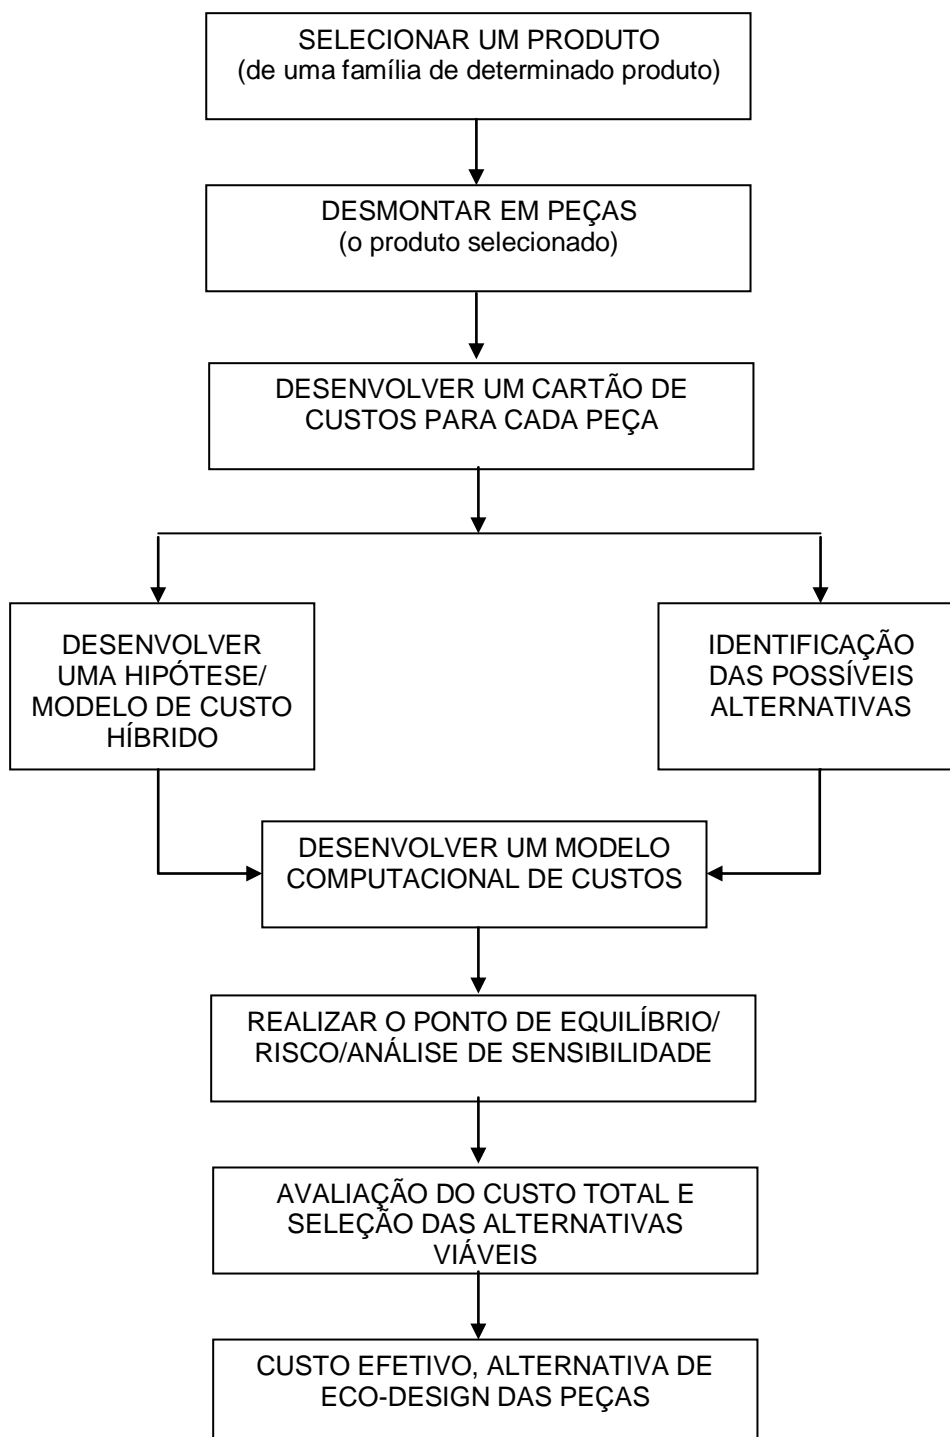 SELECIONAR UM PRODUTO
(de uma família de determinado produto)
DESMONTAR EM PEÇAS
(o produto selecionado)
DESENVOLVER UM CARTÃO DE
CUSTOS PARA CADA PEÇA
DESENVOLVER
UMA HIPÓTESE/
MODELO DE CUSTO
HÍBRIDO
IDENTIFICAÇÃO
DAS POSSÍVEIS
ALTERNATIVAS
DESENVOLVER UM MODELO
COMPUTACIONAL DE CUSTOS
REALIZAR O PONTO DE EQUILÍBRIO/
RISCO/ANÁLISE DE SENSIBILIDADE
AVALIAÇÃO DO CUSTO TOTAL E
SELEÇÃO DAS ALTERNATIVAS
VIÁVEIS
CUSTO EFETIVO, ALTERNATIVA DE
ECO-DESIGN DAS PEÇAS